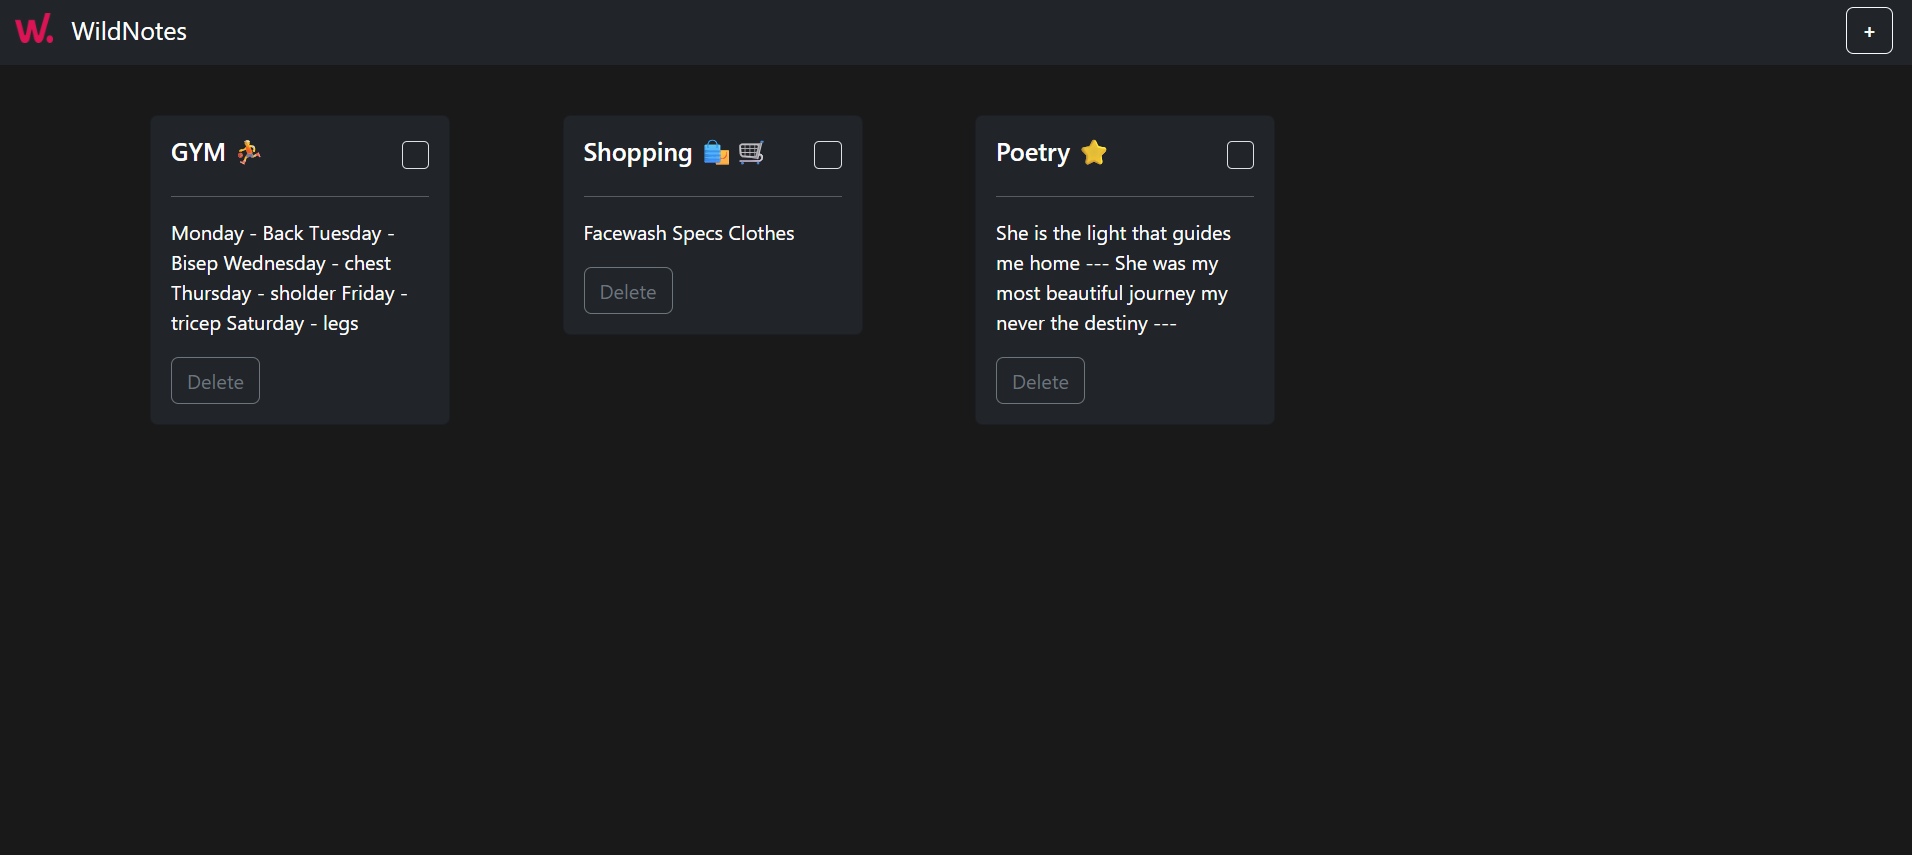 W. WildNotes
+
GYM 🏃
Monday - Back Tuesday -
Bisep Wednesday - chest
Thursday - sholder Friday -
tricep Saturday - legs
Delete
Shopping 🛍️ 🛒
Facewash Specs Clothes
Delete
Poetry ⭐
She is the light that guides
me home --- She was my
most beautiful journey my
never the destiny ---
Delete